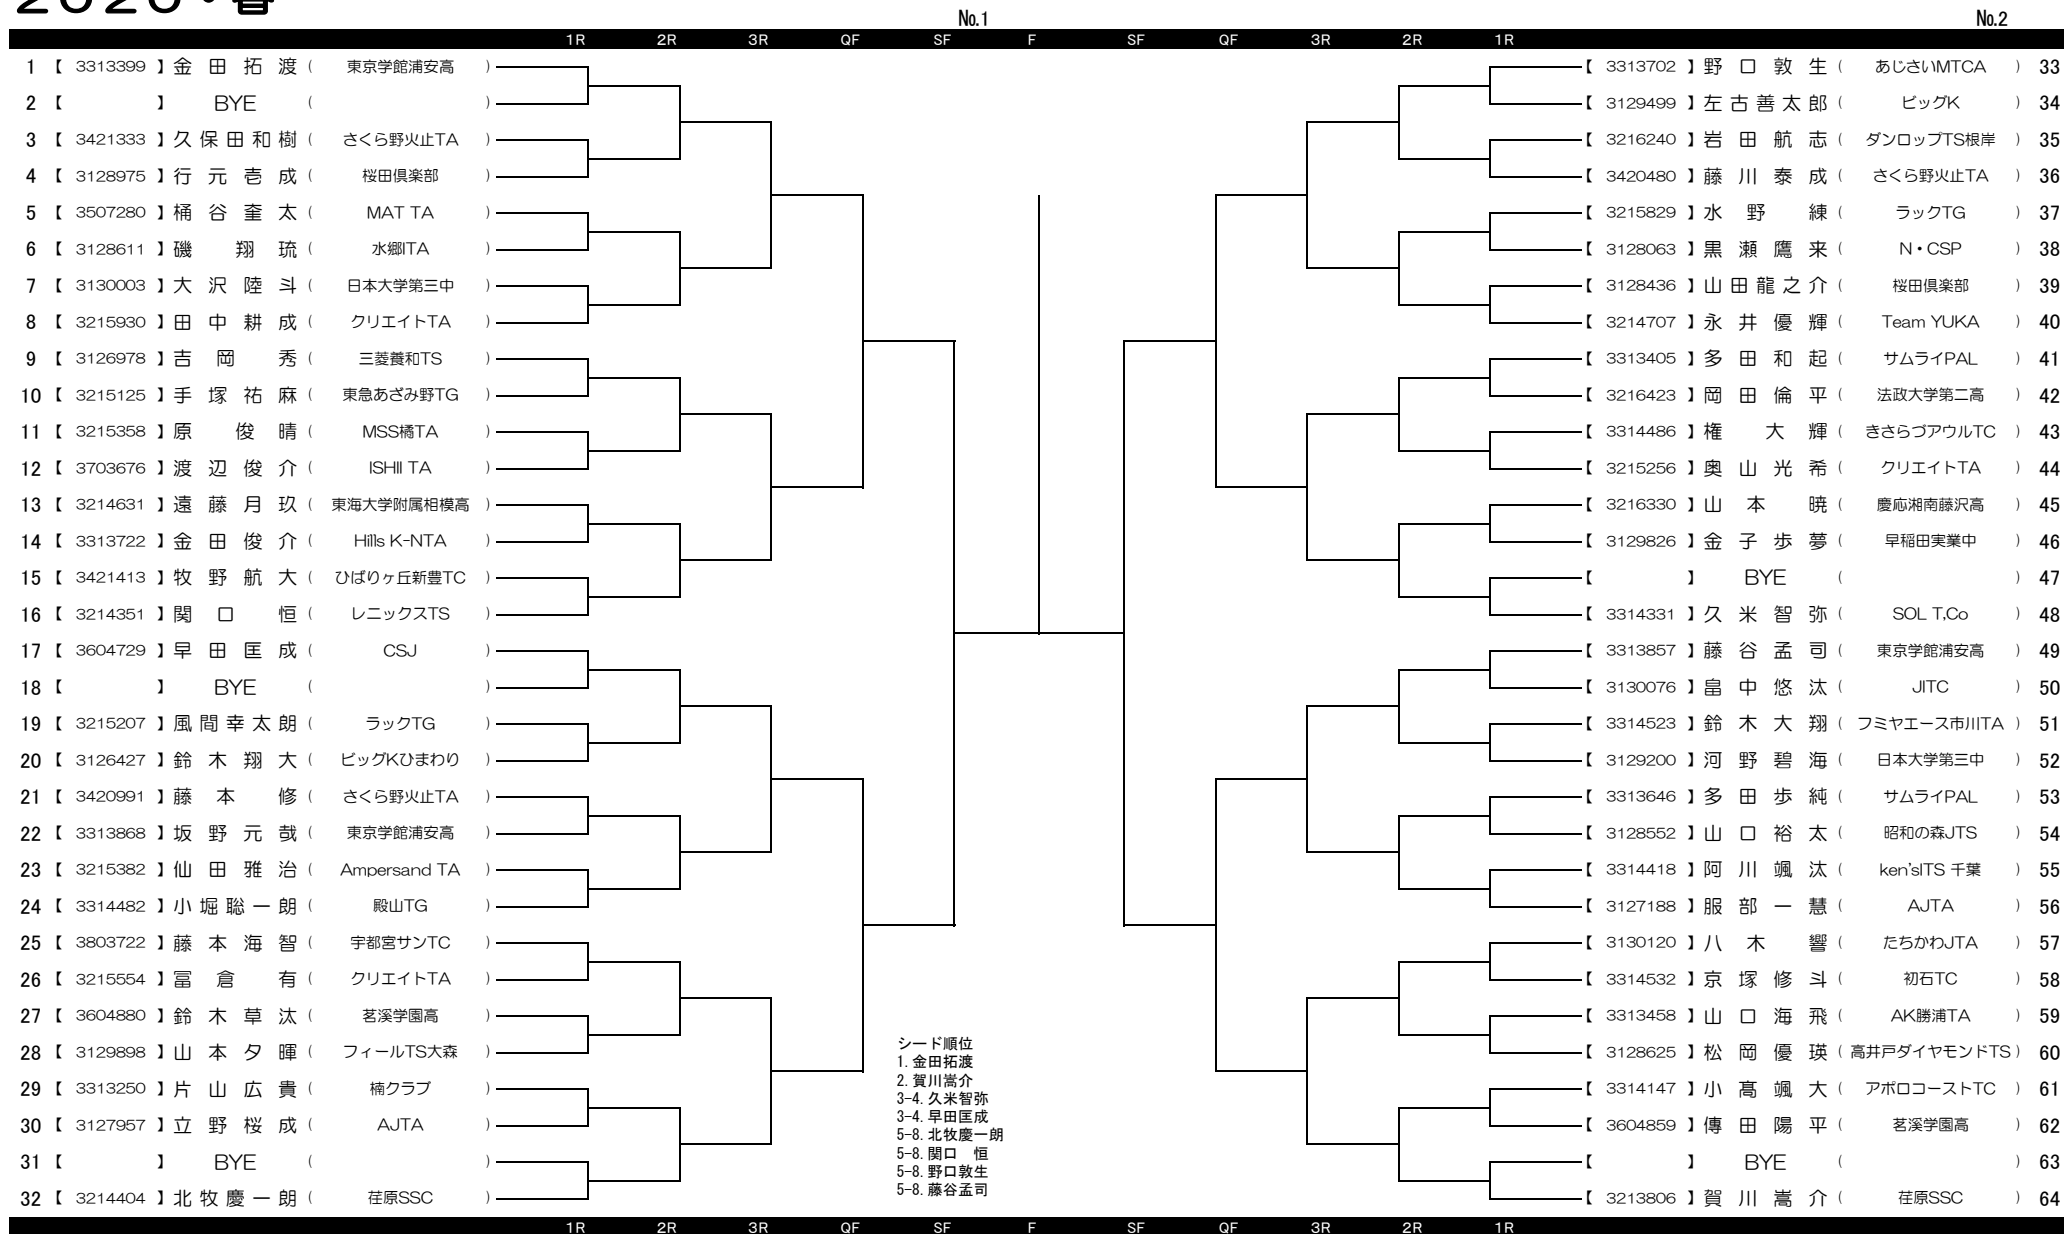 2020・春
No.1 No.2
1R 2R 3R QF SF F SF QF 3R 2R 1R
1 【 3313399 】 金田拓渡 ( 東京学館浦安高 )
2 【 】 BYE ( )
3 【 3421333 】 久保田和樹 ( さくら野火止TA )
4 【 3128975 】 行元壱成 ( 桜田倶楽部 )
5 【 3507280 】 桶谷奎太 ( MAT TA )
6 【 3128611 】 磯 翔琉 ( 水郷ITA )
7 【 3130003 】 大沢陸斗 ( 日本大学第三中 )
8 【 3215930 】 田中耕成 ( クリエイトTA )
9 【 3126978 】 吉岡 秀 ( 三菱養和TS )
10 【 3215125 】 手塚祐麻 ( 東急あざみ野TG )
11 【 3215358 】 原 俊晴 ( MSS橘TA )
12 【 3703676 】 渡辺俊介 ( ISHII TA )
13 【 3214631 】 遠藤月玖 ( 東海大学附属相模高 )
14 【 3313722 】 金田俊介 ( Hills K-NTA )
15 【 3421413 】 牧野航大 ( ひばりヶ丘新豊TC )
16 【 3214351 】 関口 恒 ( レニックスTS )
17 【 3604729 】 早田匡成 ( CSJ )
18 【 】 BYE ( )
19 【 3215207 】 風間幸太朗 ( ラックTG )
20 【 3126427 】 鈴木翔大 ( ビッグKひまわり )
21 【 3420991 】 藤本 修 ( さくら野火止TA )
22 【 3313868 】 坂野元哉 ( 東京学館浦安高 )
23 【 3215382 】 仙田雅治 ( Ampersand TA )
24 【 3314482 】 小堀聡一朗 ( 殿山TG )
25 【 3803722 】 藤本海智 ( 宇都宮サンTC )
26 【 3215554 】 冨倉 有 ( クリエイトTA )
27 【 3604880 】 鈴木草汰 ( 茗溪学園高 )
28 【 3129898 】 山本夕暉 ( フィールTS大森 )
29 【 3313250 】 片山広貴 ( 楠クラブ )
30 【 3127957 】 立野桜成 ( AJTA )
31 【 】 BYE ( )
32 【 3214404 】 北牧慶一朗 ( 荏原SSC )
シード順位
1. 金田拓渡
2. 賀川嵩介
3-4. 久米智弥
3-4. 早田匡成
5-8. 北牧慶一朗
5-8. 関口 恒
5-8. 野口敦生
5-8. 藤谷孟司
【 3313702 】 野口敦生 ( あじさいMTCA ) 33
【 3129499 】 左古善太郎 ( ビッグK ) 34
【 3216240 】 岩田航志 ( ダンロップTS根岸 ) 35
【 3420480 】 藤川泰成 ( さくら野火止TA ) 36
【 3215829 】 水野 練 ( ラックTG ) 37
【 3128063 】 黒瀬鷹来 ( N・CSP ) 38
【 3128436 】 山田龍之介 ( 桜田倶楽部 ) 39
【 3214707 】 永井優輝 ( Team YUKA ) 40
【 3313405 】 多田和起 ( サムライPAL ) 41
【 3216423 】 岡田倫平 ( 法政大学第二高 ) 42
【 3314486 】 権 大輝 ( きさらづアウルTC ) 43
【 3215256 】 奥山光希 ( クリエイトTA ) 44
【 3216330 】 山本 暁 ( 慶応湘南藤沢高 ) 45
【 3129826 】 金子歩夢 ( 早稲田実業中 ) 46
【 】 BYE ( ) 47
【 3314331 】 久米智弥 ( SOL T,Co ) 48
【 3313857 】 藤谷孟司 ( 東京学館浦安高 ) 49
【 3130076 】 畠中悠汰 ( JITC ) 50
【 3314523 】 鈴木大翔 ( フミヤエース市川TA ) 51
【 3129200 】 河野碧海 ( 日本大学第三中 ) 52
【 3313646 】 多田歩純 ( サムライPAL ) 53
【 3128552 】 山口裕太 ( 昭和の森JTS ) 54
【 3314418 】 阿川颯汰 ( ken'sITS 千葉 ) 55
【 3127188 】 服部一慧 ( AJTA ) 56
【 3130120 】 八木 響 ( たちかわJTA ) 57
【 3314532 】 京塚修斗 ( 初石TC ) 58
【 3313458 】 山口海飛 ( AK勝浦TA ) 59
【 3128625 】 松岡優瑛 ( 高井戸ダイヤモンドTS ) 60
【 3314147 】 小髙颯大 ( アポロコーストTC ) 61
【 3604859 】 傳田陽平 ( 茗溪学園高 ) 62
【 】 BYE ( ) 63
【 3213806 】 賀川嵩介 ( 荏原SSC ) 64
1R 2R 3R QF SF F SF QF 3R 2R 1R